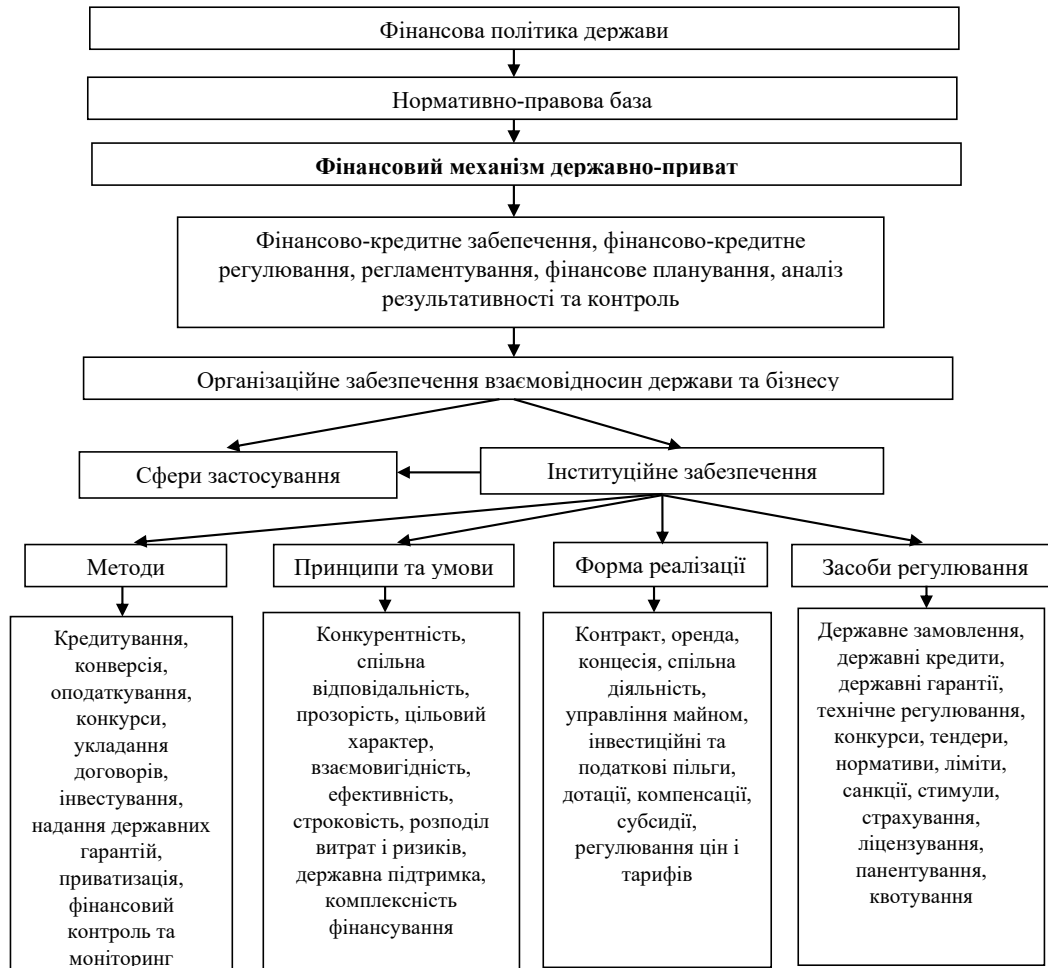 Фінансова політика держави
Нормативно-правова база
Фінансовий механізм державно-приват
Фінансово-кредитне забепечення, фінансово-кредитне
регулювання, регламентування, фінансове планування, аналіз
результативності та контроль
Організаційне забезпечення взаємовідносин держави та бізнесу
Сфери застосування
Інституційне забезпечення
Методи
Принципи та умови
Форма реалізації
Засоби регулювання
Кредитування,
конверсія,
оподаткування,
конкурси,
укладання
договорів,
інвестування,
надання державних
гарантій,
приватизація,
фінансовий
контроль та
моніторинг
Конкурентність,
спільна
відповідальність,
прозорість, цільовий
характер,
взаємовигідність,
ефективність,
строковість, розподіл
витрат і ризиків,
державна підтримка,
комплексність
фінансування
Контракт, оренда,
концесія, спільна
діяльність,
управління майном,
інвестиційні та
податкові пільги,
дотації, компенсації,
субсидії,
регулювання цін і
тарифів
Державне замовлення,
державні кредити,
державні гарантії,
технічне регулювання,
конкурси, тендери,
нормативи, ліміти,
санкції, стимули,
страхування,
ліцензування,
панентування,
квотування